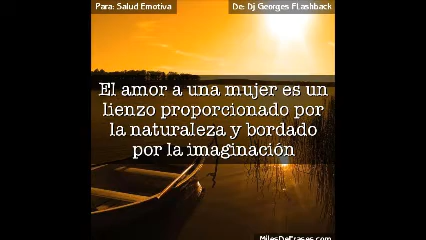 Para: Salud Emotiva
De: Dj Georges Flashback
El amor a una mujer es un
lienzo proporcionado por
la naturaleza y bordado
por la imaginación
MilesDeFrases.com